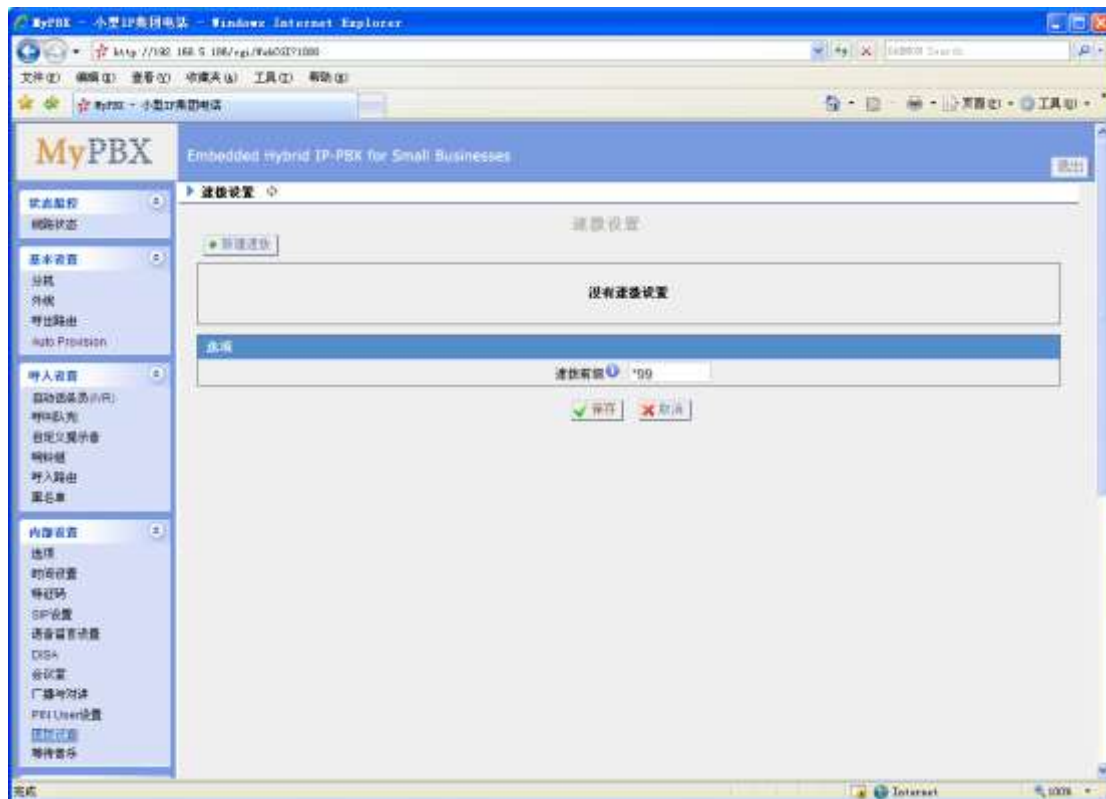 MyPBX - 小型IP集团电话 - Windows Internet Explorer
文件(F) 编辑(E) 查看(V) 收藏夹(A) 工具(T) 帮助(H)
MyPBX - 小型IP集团电话
页面(P) 工具(O)
MyPBX
Embedded Hybrid IP-PBX for Small Businesses
退出
速拨设置
状态监控
线路状态
速拨设置
新建速拨
基本设置
分机
外线
呼出路由
Auto Provision
没有速拨设置
选项
速拨前缀 *99
保存 取消
呼入设置
自动话务员(IVR)
呼叫队列
自定义提示音
响铃组
呼入路由
黑名单
内部设置
选项
时间设置
特征码
SIP设置
语音留言设置
DISA
会议室
广播与对讲
PIN User设置
速拨设置
等待音乐
完成
Internet
100%